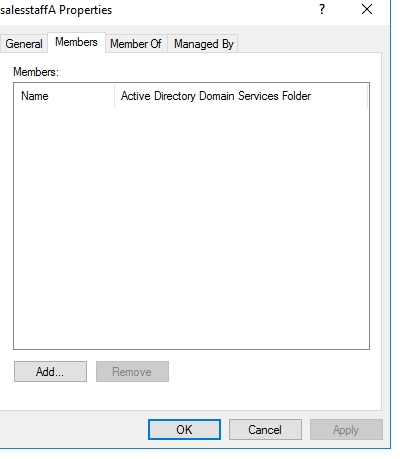 salesstaffA Properties ?
General Members Member Of Managed By
Members:
Name Active Directory Domain Services Folder
Add... Remove
OK Cancel Apply